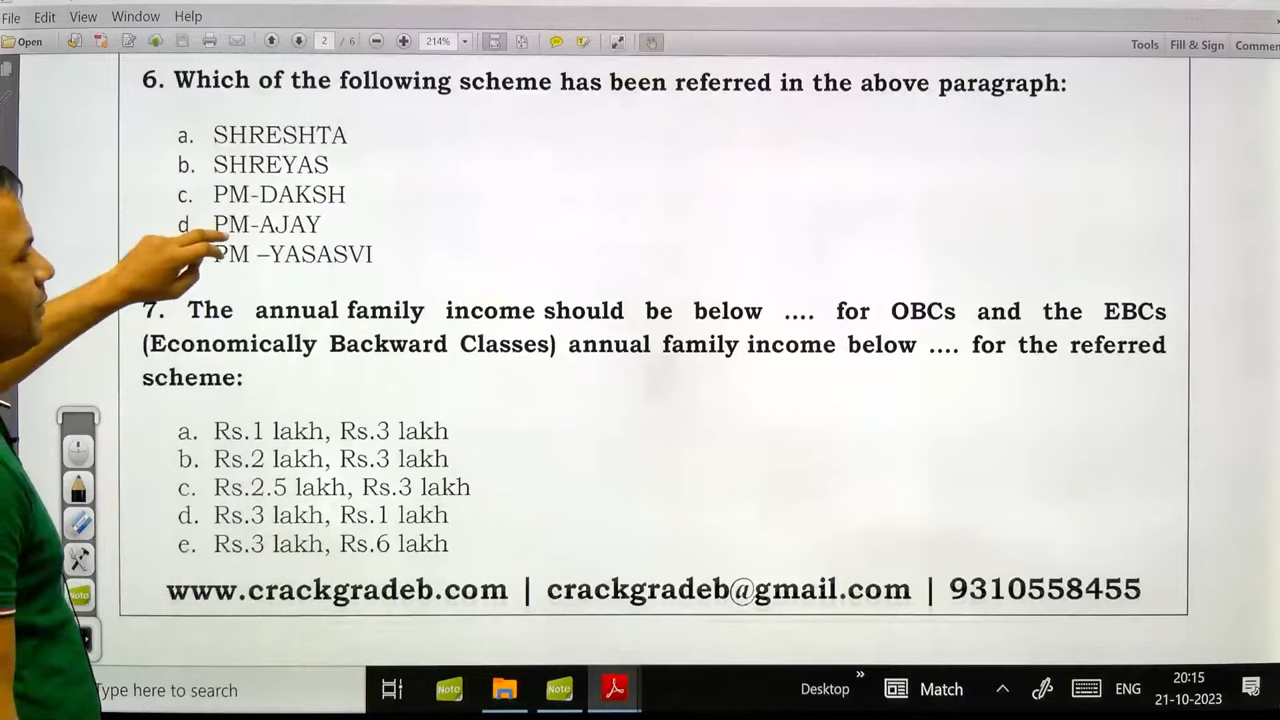 File Edit View Window Help
Open 2 / 6 214% Tools Fill & Sign Commen
6. Which of the following scheme has been referred in the above paragraph:
a. SHRESHTA
b. SHREYAS
c. PM-DAKSH
d PM-AJAY
PM –YASASVI
7. The annual family income should be below .... for OBCs and the EBCs
(Economically Backward Classes) annual family income below .... for the referred
scheme:
a. Rs.1 lakh, Rs.3 lakh
b. Rs.2 lakh, Rs.3 lakh
c. Rs.2.5 lakh, Rs.3 lakh
d. Rs.3 lakh, Rs.1 lakh
e. Rs.3 lakh, Rs.6 lakh
www.crackgradeb.com | crackgradeb@gmail.com | 9310558455
Note
Type here to search Note Note Desktop » Match ENG 20:15
21-10-2023